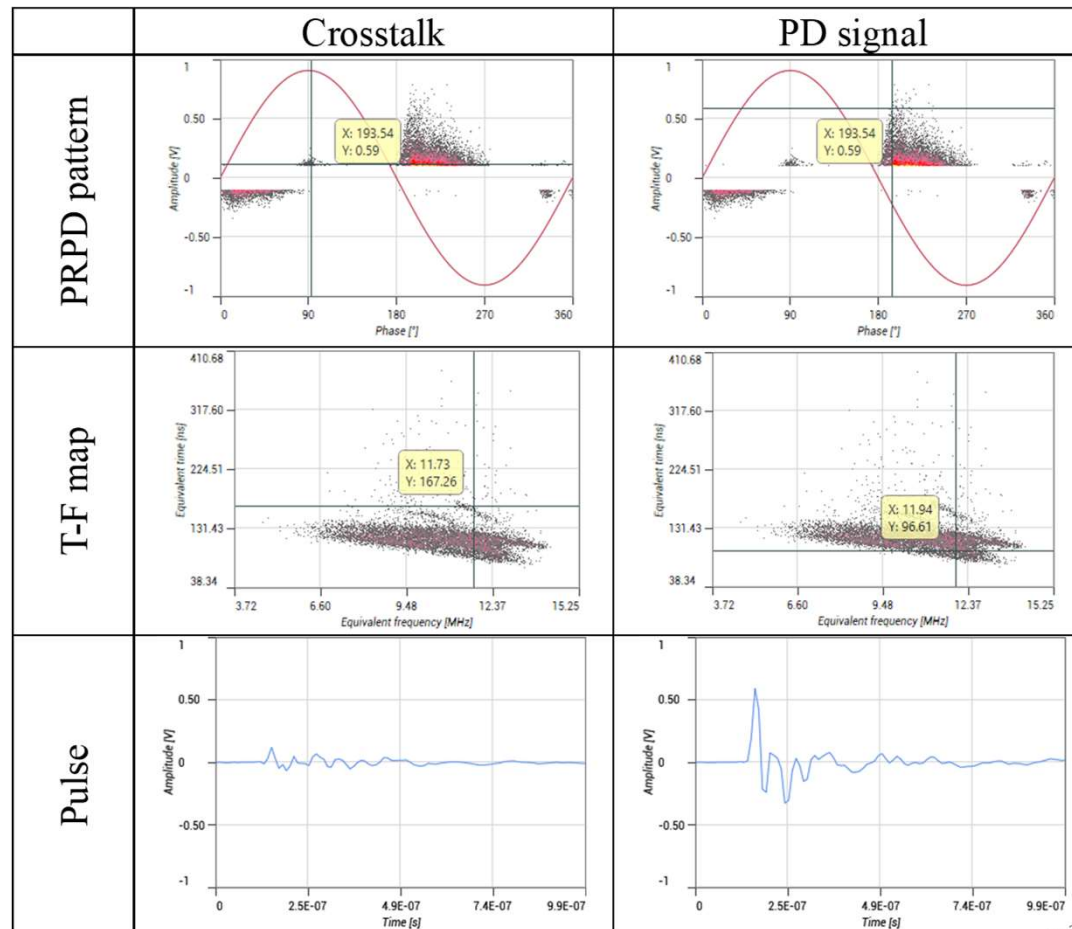 Crosstalk
PD signal
PRPD pattern
1
0.50
0
-0.50
-1
Amplitude [V]
X: 193.54
Y: 0.59
0
90
180
270
360
Phase [°]
1
0.50
0
-0.50
-1
Amplitude [V]
X: 193.54
Y: 0.59
0
90
180
270
360
Phase [°]
T-F map
410.68
317.60
224.51
131.43
38.34
Equivalent time [ns]
X: 11.73
Y: 167.26
3.72
6.60
9.48
12.37
15.25
Equivalent frequency [MHz]
410.68
317.60
224.51
131.43
38.34
Equivalent time [ns]
X: 11.94
Y: 96.61
3.72
6.60
9.48
12.37
15.25
Equivalent frequency [MHz]
Pulse
1
0.50
0
-0.50
-1
Amplitude [V]
0
2.5E-07
4.9E-07
7.4E-07
9.9E-07
Time [s]
1
0.50
0
-0.50
-1
Amplitude [V]
0
2.5E-07
4.9E-07
7.4E-07
9.9E-07
Time [s]